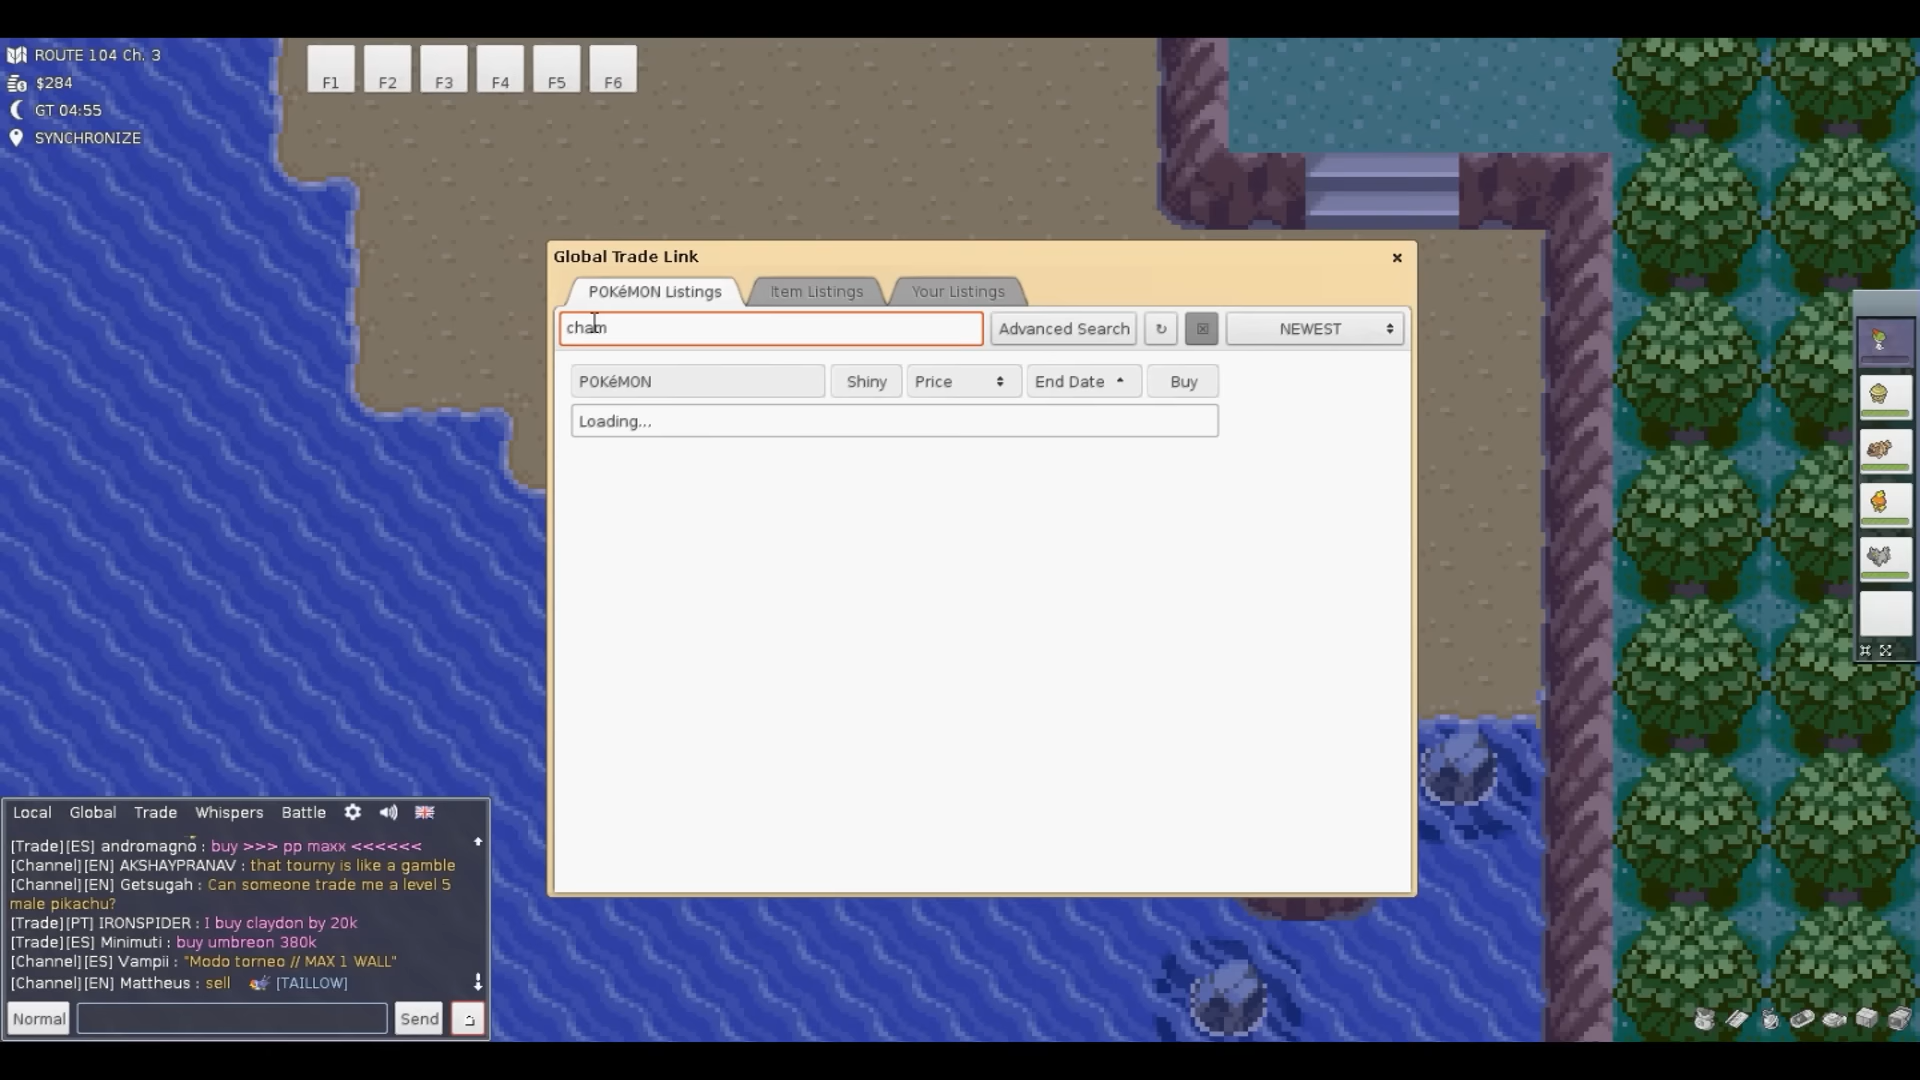 ROUTE 104 Ch. 3
$284
GT 04:55
SYNCHRONIZE
F1 F2 F3 F4 F5 F6
Global Trade Link
POKéMON Listings Item Listings Your Listings
cham Advanced Search NEWEST
POKéMON Shiny Price End Date Buy
Loading...
Local Global Trade Whispers Battle
[Trade][ES] andromagno : buy >>> pp maxx <<<<<<
[Channel][EN] AKSHAYPRANAV : that tourny is like a gamble
[Channel][EN] Getsugah : Can someone trade me a level 5
male pikachu?
[Trade][PT] IRONSPIDER : I buy claydon by 20k
[Trade][ES] Minimuti : buy umbreon 380k
[Channel][ES] Vampii : "Modo torneo // MAX 1 WALL"
[Channel][EN] Mattheus : sell [TAILLOW]
Normal Send